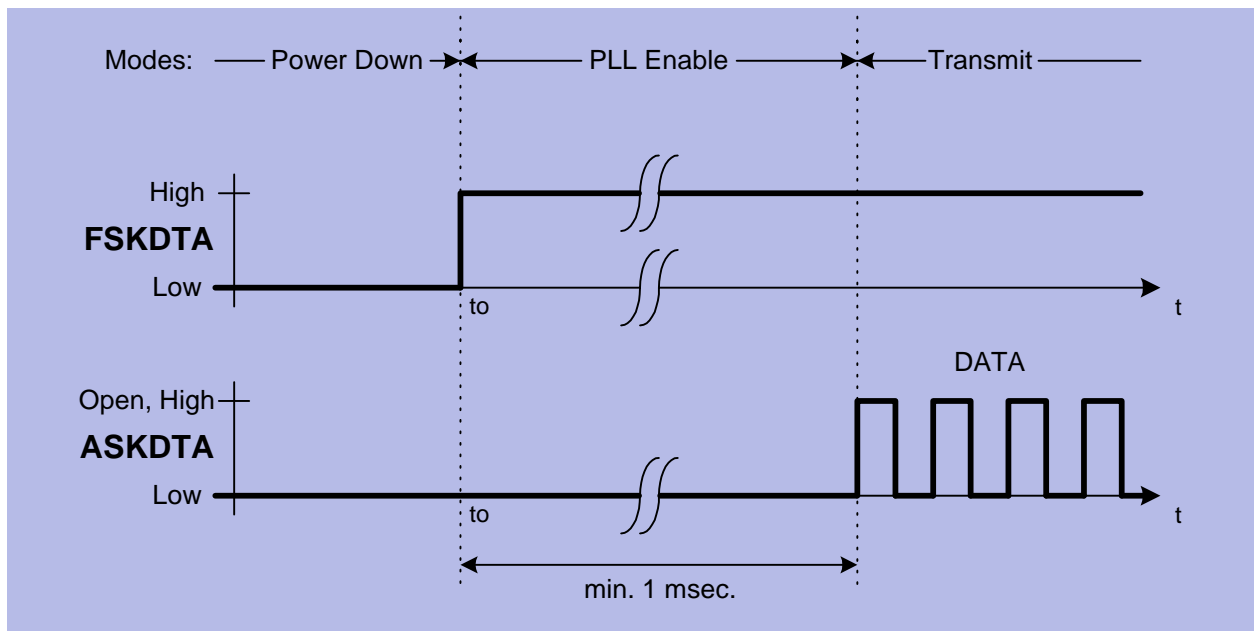 Modes: Power Down PLL Enable Transmit
High
FSKDTA
Low
to
t
DATA
Open, High
ASKDTA
Low
to
t
min. 1 msec.